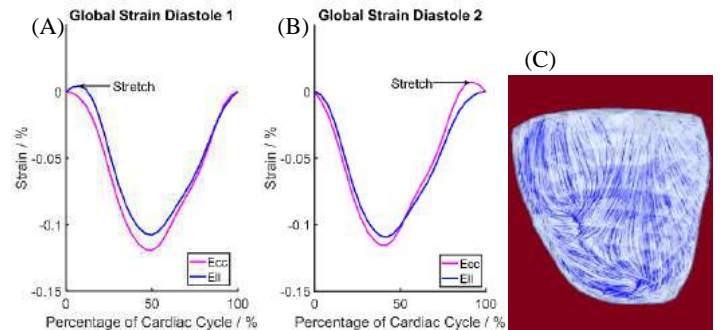 (A)
Global Strain Diastole 1
Stretch
0
-0.05
-0.1
-0.15
Strain / %
Ecc
Ell
0
50
100
Percentage of Cardiac Cycle / %
(B)
Global Strain Diastole 2
Stretch
0
-0.05
-0.1
-0.15
Strain / %
Ecc
Ell
0
50
100
Percentage of Cardiac Cycle / %
(C)